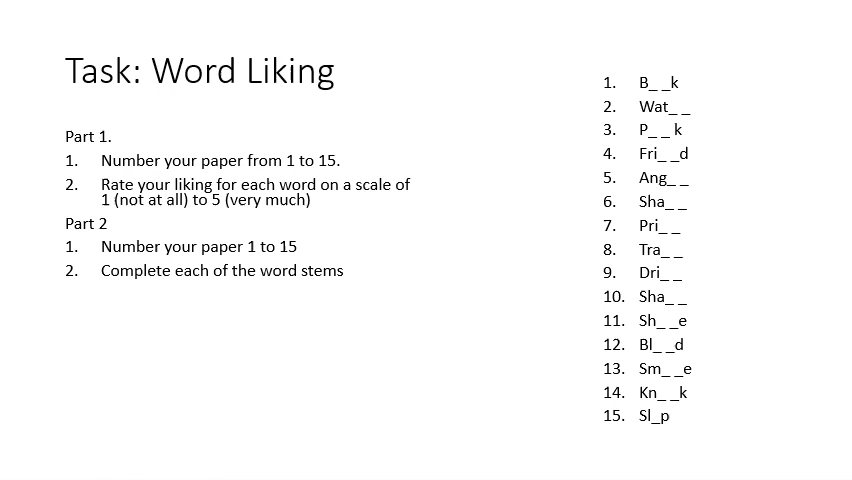 Task: Word Liking
Part 1.
1. Number your paper from 1 to 15.
2. Rate your liking for each word on a scale of
1 (not at all) to 5 (very much)
Part 2
1. Number your paper 1 to 15
2. Complete each of the word stems
1. B_ _k
2. Wat_ _
3. P_ _ k
4. Fri_ _d
5. Ang_ _
6. Sha_ _
7. Pri_ _
8. Tra_ _
9. Dri_ _
10. Sha_ _
11. Sh_ _e
12. Bl_ _d
13. Sm_ _e
14. Kn_ _k
15. Sl_p